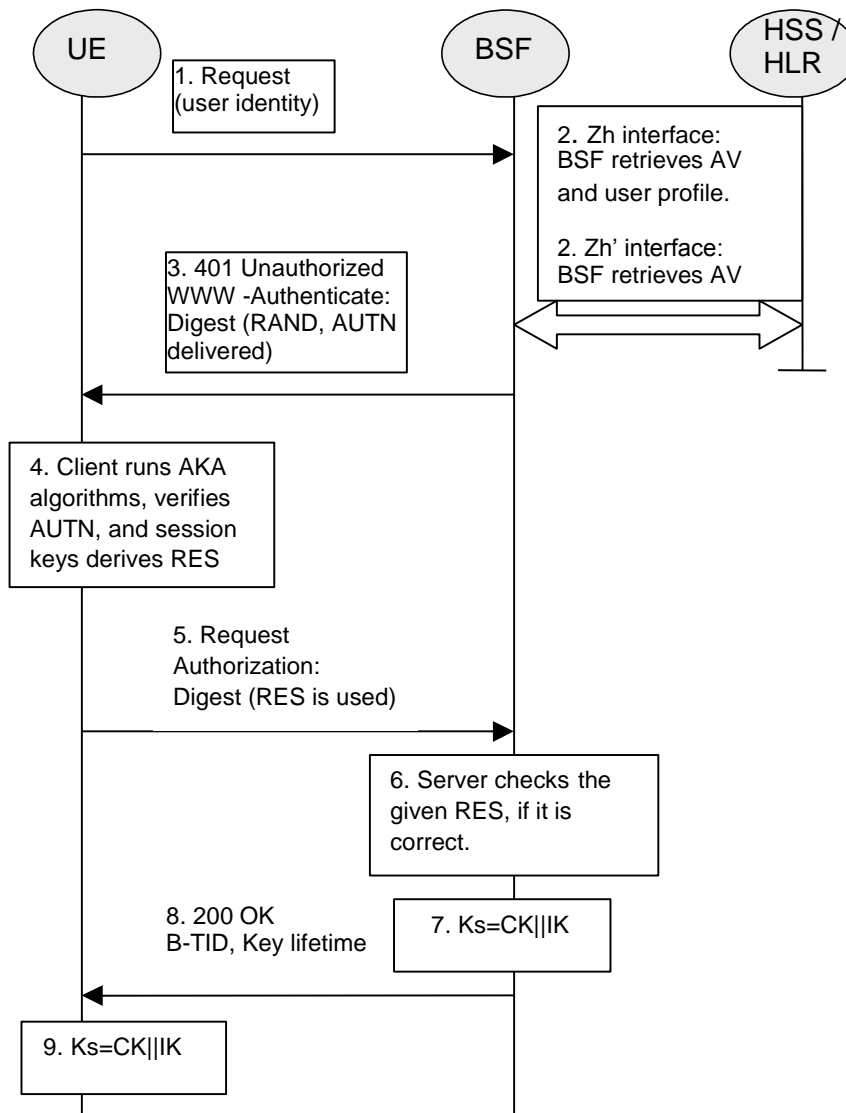 UE
BSF
HSS /
HLR
1. Request
(user identity)
2. Zh interface:
BSF retrieves AV
and user profile.
2. Zh’ interface:
BSF retrieves AV
3. 401 Unauthorized
WWW -Authenticate:
Digest (RAND, AUTN
delivered)
4. Client runs AKA
algorithms, verifies
AUTN, and session
keys derives RES
5. Request
Authorization:
Digest (RES is used)
6. Server checks the
given RES, if it is
correct.
7. Ks=CK||IK
8. 200 OK
B-TID, Key lifetime
9. Ks=CK||IK